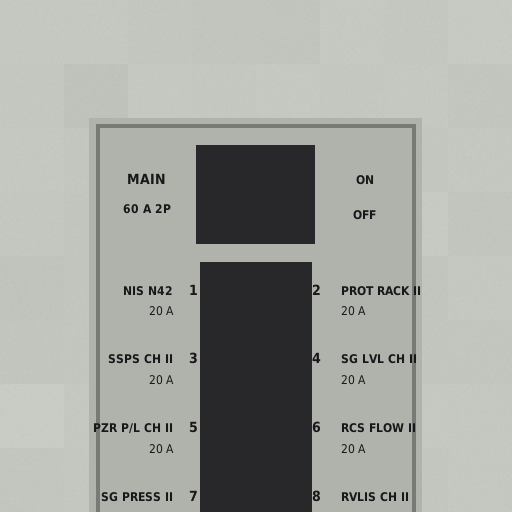 MAIN
ON
60 A 2P
OFF
NIS N42 1
2 PROT RACK II
20 A
20 A
SSPS CH II 3
4 SG LVL CH II
20 A
20 A
PZR P/L CH II 5
6 RCS FLOW II
20 A
20 A
SG PRESS II 7
8 RVLIS CH II